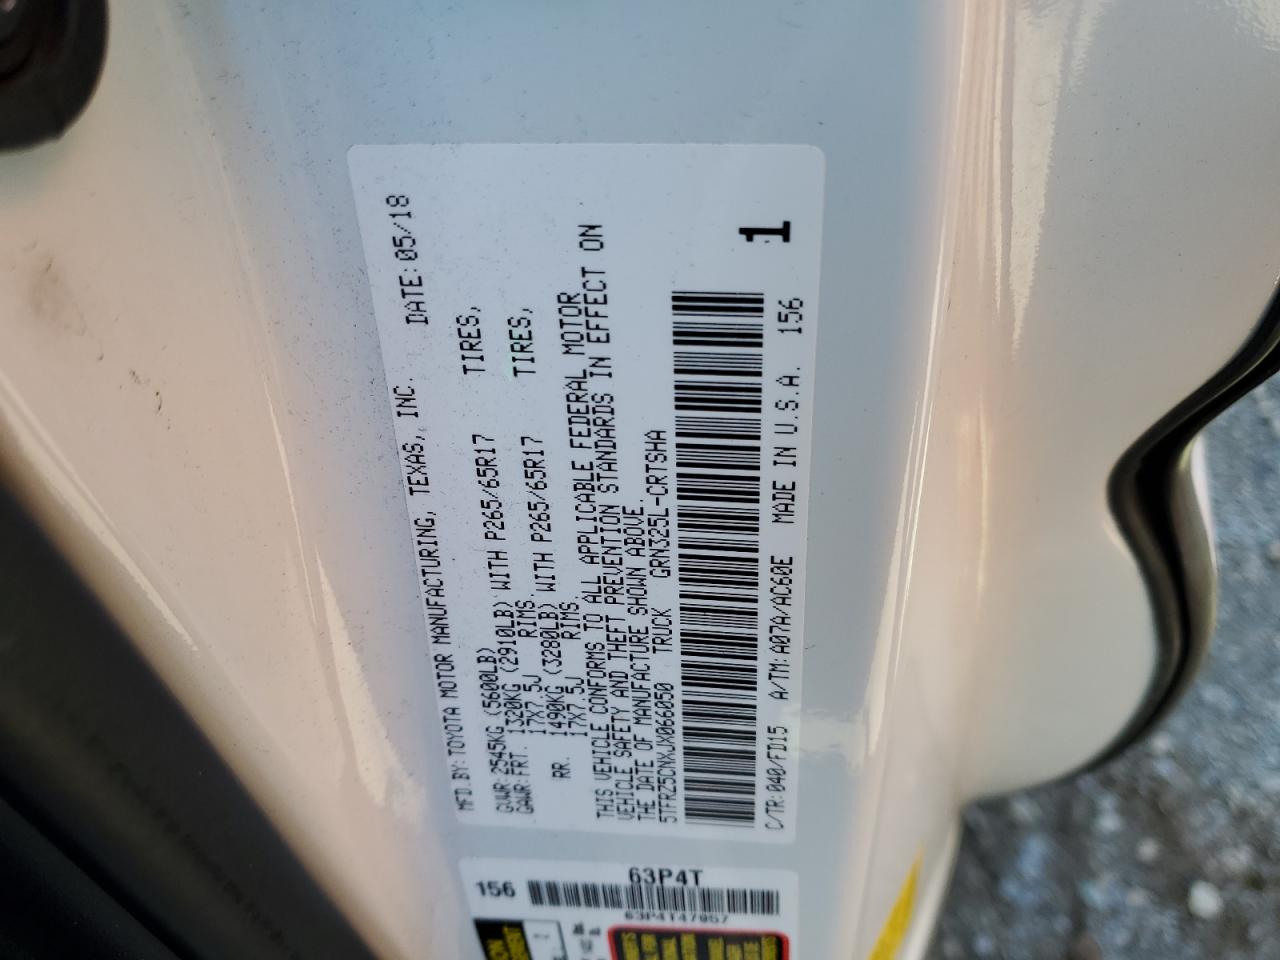 MFD BY: TOYOTA MOTOR MANUFACTURING, TEXAS, INC. DATE: 05/18
GVWR: 2545KG (5600LB)
GAWR: FRT. 1320KG (2910LB) WITH P265/65R17 TIRES,
17X7.5J RIMS.
RR. 1490KG (3280LB) WITH P265/65R17 TIRES,
17X7.5J RIMS.
THIS VEHICLE CONFORMS TO ALL APPLICABLE FEDERAL MOTOR
VEHICLE SAFETY AND THEFT PREVENTION STANDARDS IN EFFECT ON
THE DATE OF MANUFACTURE SHOWN ABOVE.
5TFRZ5CNXJX066050 TRUCK GRN325L-CRTSHA
1
C/TR: 040/FD15 A/TM: A07A/AC60E MADE IN U.S.A. 156
63P4T
156
63P4T47957